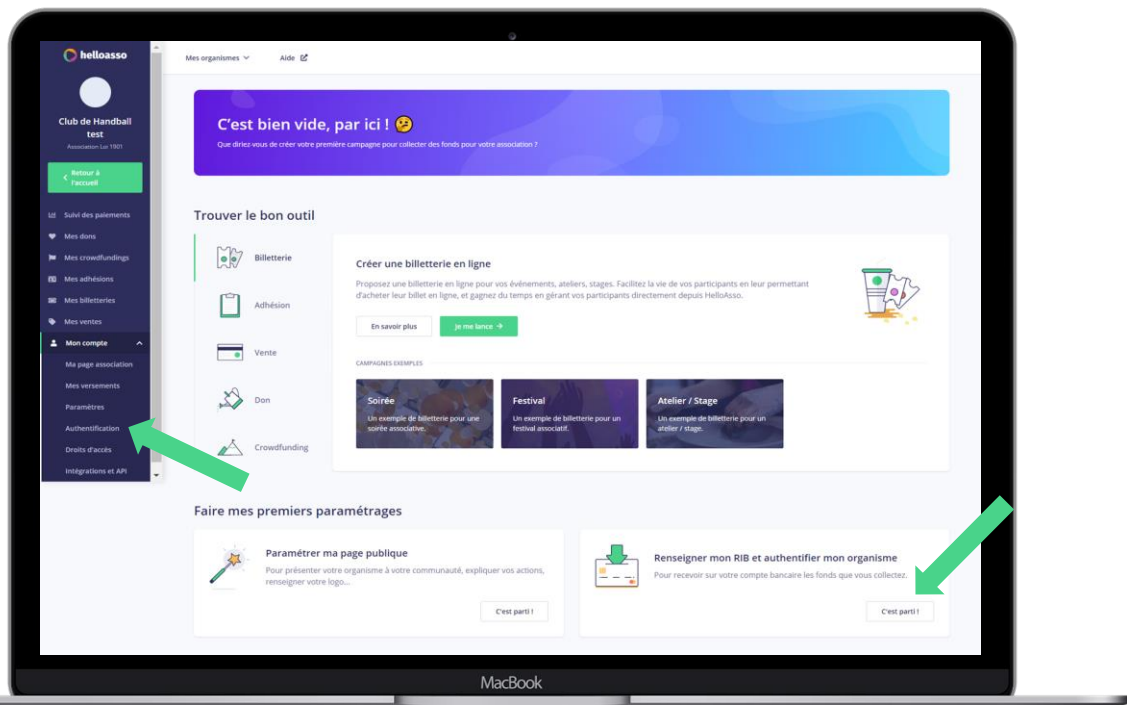 helloasso
Club de Handball
test
Association Loi 1901
Retour à
l'accueil
Suivi des paiements
Mes dons
Mes crowdfundings
Mes adhésions
Mes billetteries
Mes ventes
Mon compte
Ma page association
Mes versements
Paramètres
Authentification
Droits d'accès
Intégrations et API
Mes organismes
Aide
C'est bien vide, par ici !
Que diriez-vous de créer votre première campagne pour collecter des fonds pour votre association ?
Trouver le bon outil
Billetterie
Adhésion
Vente
Don
Crowdfunding
Créer une billetterie en ligne
Proposez une billetterie en ligne pour vos événements, ateliers, stages. Facilitez la vie de vos participants en leur permettant
d'acheter leur billet en ligne, et gagnez du temps en gérant vos participants directement depuis HelloAsso.
En savoir plus
Je me lance
CAMPAGNES EXEMPLES
Soirée
Un exemple de billetterie pour une
soirée associative.
Festival
Un exemple de billetterie pour un
festival associatif.
Atelier / Stage
Un exemple de billetterie pour un
atelier / stage.
Faire mes premiers paramétrages
Paramétrer ma page publique
Pour présenter votre organisme à votre communauté, expliquer vos actions,
renseigner votre logo...
C'est parti !
Renseigner mon RIB et authentifier mon organisme
Pour recevoir sur votre compte bancaire les fonds que vous collectez.
C'est parti !
MacBook